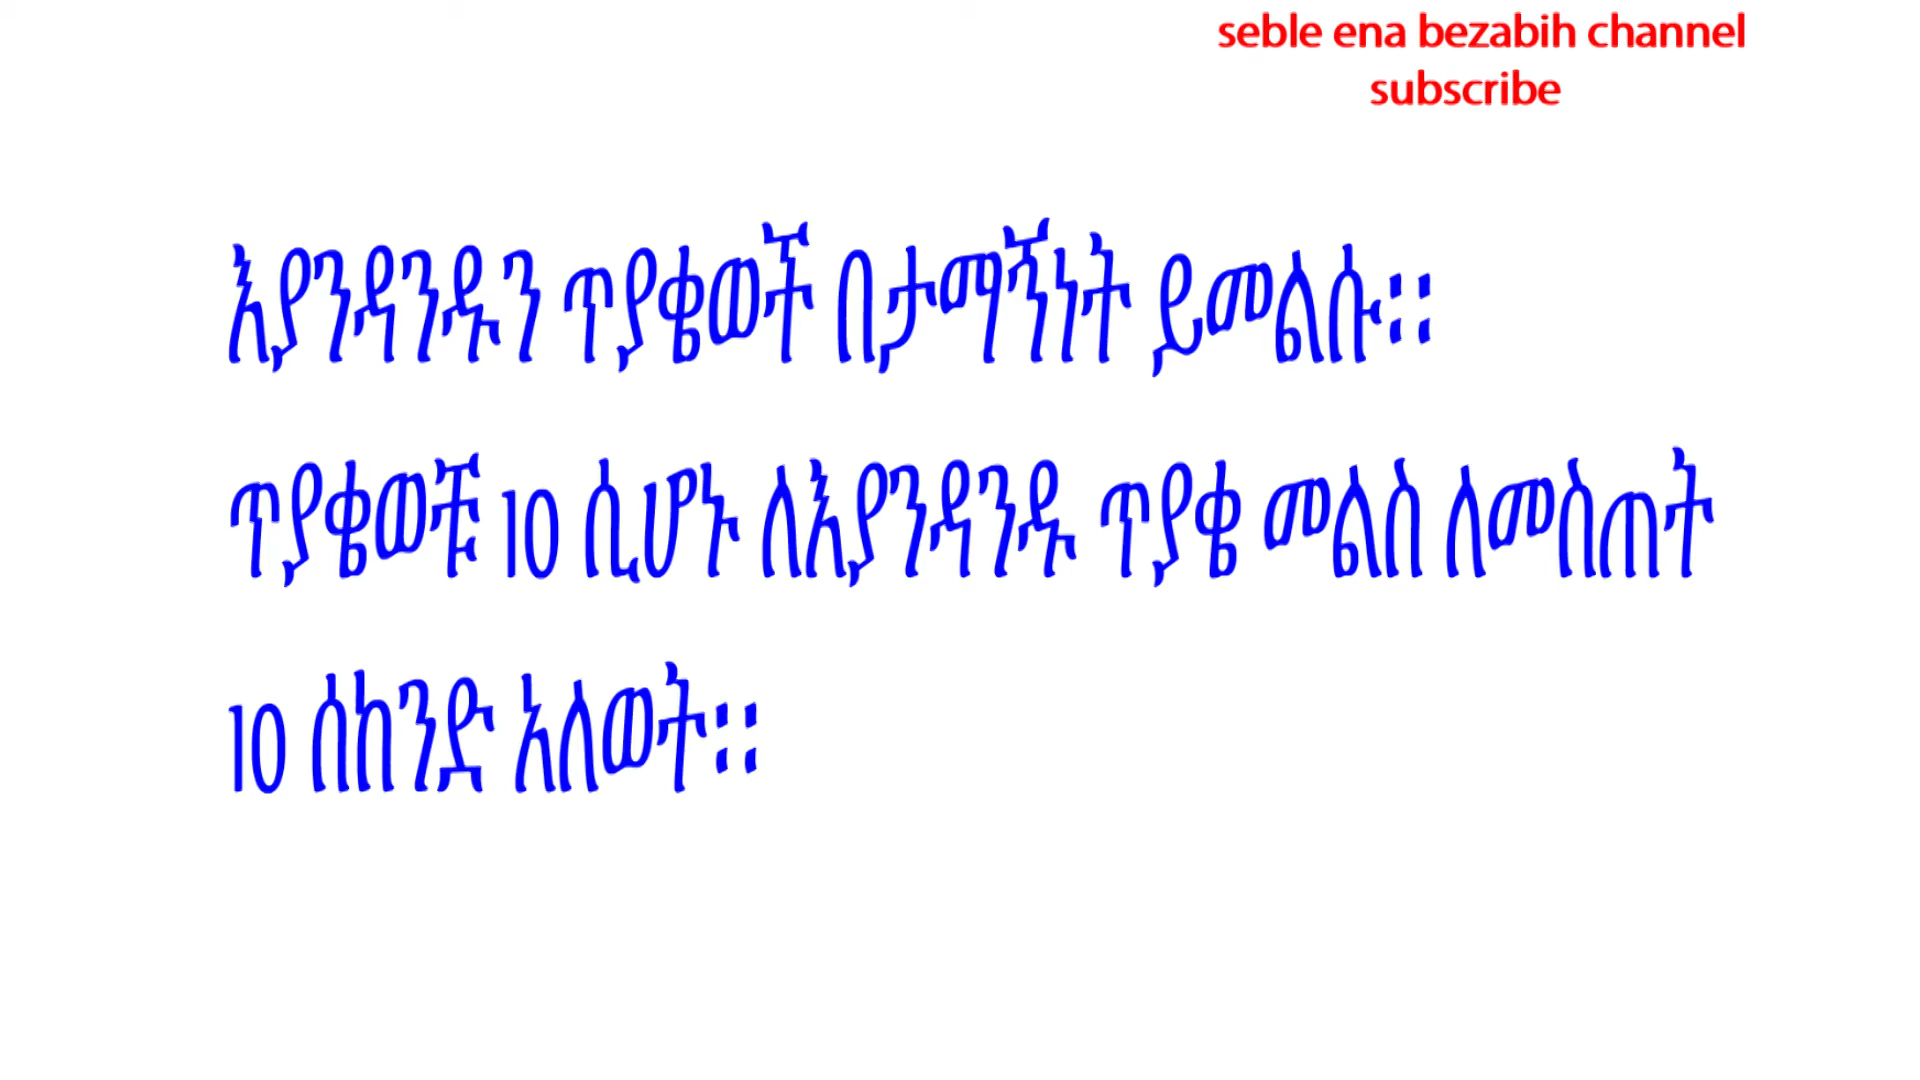 seble ena bezabih channel
subscribe
እያንዳንዱን ጥያቄወች በታማኝነት ይመልሱ።
ጥያቄወቹ 10 ሲሆኑ ለእያንዳንዱ ጥያቄ መልስ ለመስጠት
10 ሰከንድ አለወት።